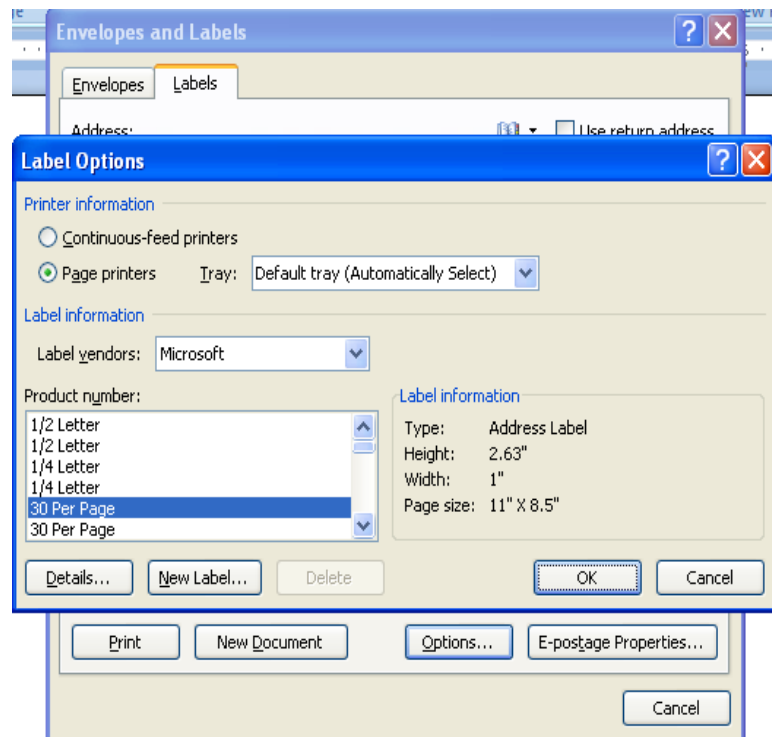 Envelopes and Labels
Envelopes Labels
Address: Use return address
Label Options
Printer information
Continuous-feed printers
Page printers Tray: Default tray (Automatically Select)
Label information
Label vendors: Microsoft
Product number:
1/2 Letter
1/2 Letter
1/4 Letter
1/4 Letter
30 Per Page
30 Per Page
Label information
Type: Address Label
Height: 2.63"
Width: 1"
Page size: 11" X 8.5"
Details... New Label... Delete OK Cancel
Print New Document Options... E-postage Properties...
Cancel